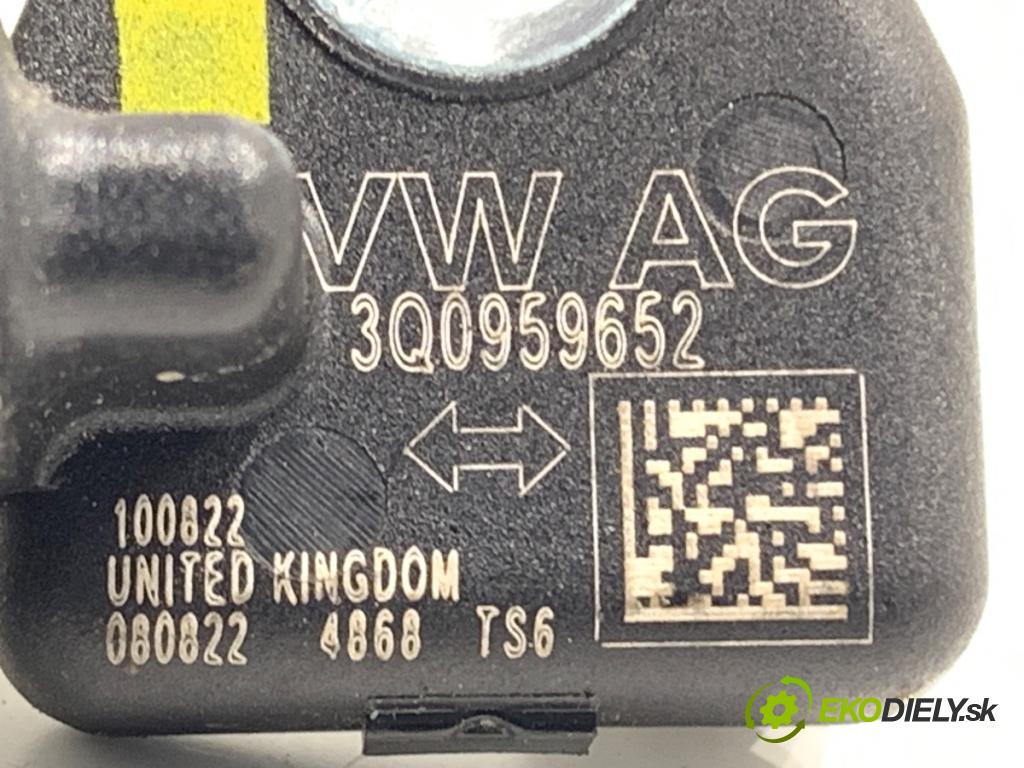 VW AG
3Q0959652
100822
UNITED KINGDOM
080822 4868 TS6
EKODIELY.sk